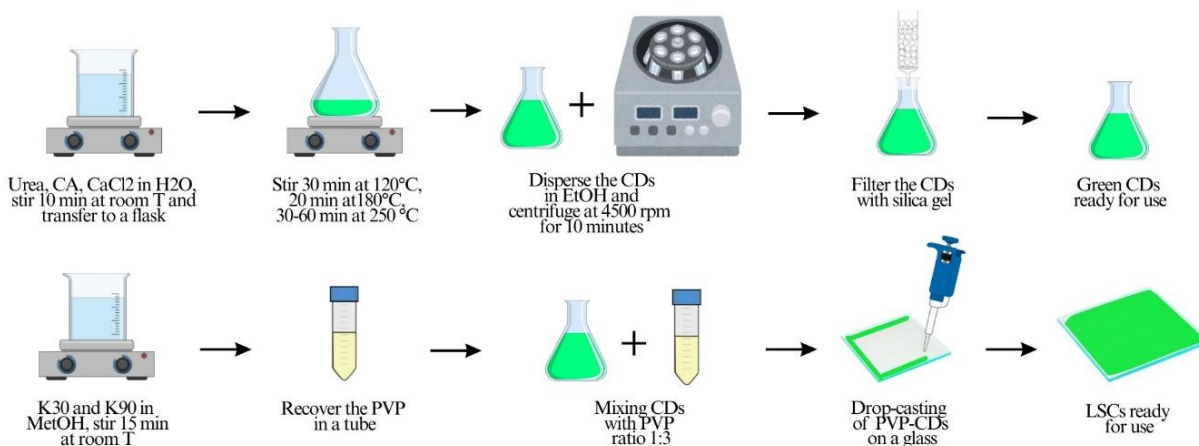 Urea, CA, CaCl2 in H2O,
stir 10 min at room T and
transfer to a flask
Stir 30 min at 120°C,
20 min at180°C,
30-60 min at 250 °C
Disperse the CDs
in EtOH and
centrifuge at 4500 rpm
for 10 minutes
Filter the CDs
with silica gel
Green CDs
ready for use
K30 and K90 in
MetOH, stir 15 min
at room T
Recover the PVP
in a tube
Mixing CDs
with PVP
ratio 1:3
Drop-casting
of PVP-CDs
on a glass
LSCs ready
for use